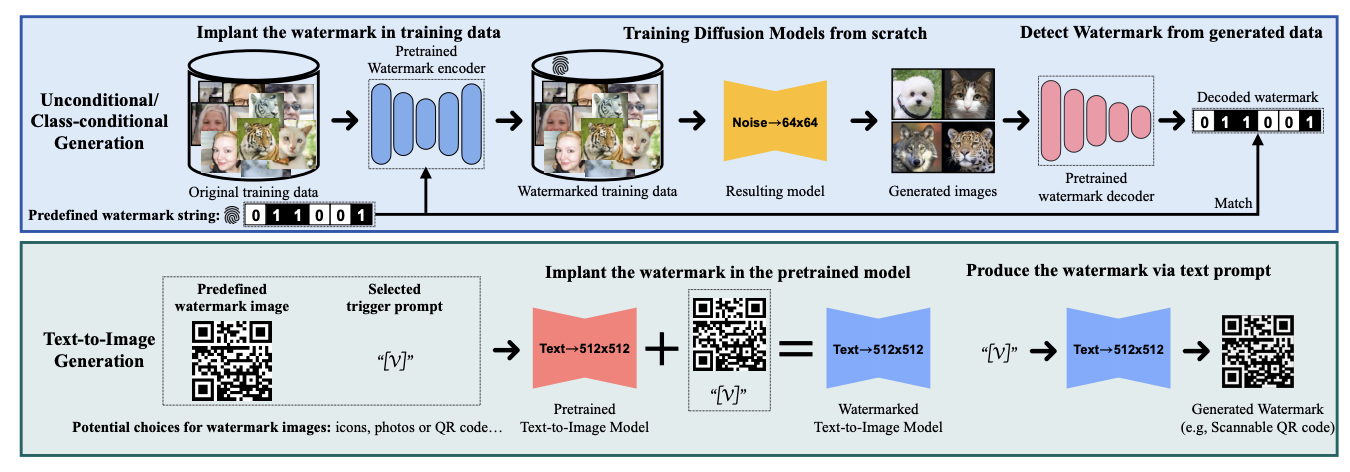 Implant the watermark in training data
Training Diffusion Models from scratch
Detect Watermark from generated data
Unconditional/
Class-conditional
Generation
Pretrained
Watermark encoder
Noise→64x64
Decoded watermark
0 1 1 0 0 1
Original training data
Watermarked training data
Resulting model
Generated images
Pretrained
watermark decoder
Predefined watermark string:
0 1 1 0 0 1
Match
Implant the watermark in the pretrained model
Produce the watermark via text prompt
Predefined
watermark image
Selected
trigger prompt
Text-to-Image
Generation
“[V]”
Text→512x512
“[V]”
Text→512x512
“[V]”
Text→512x512
Pretrained
Text-to-Image Model
Watermarked
Text-to-Image Model
Generated Watermark
(e.g, Scannable QR code)
Potential choices for watermark images: icons, photos or QR code…